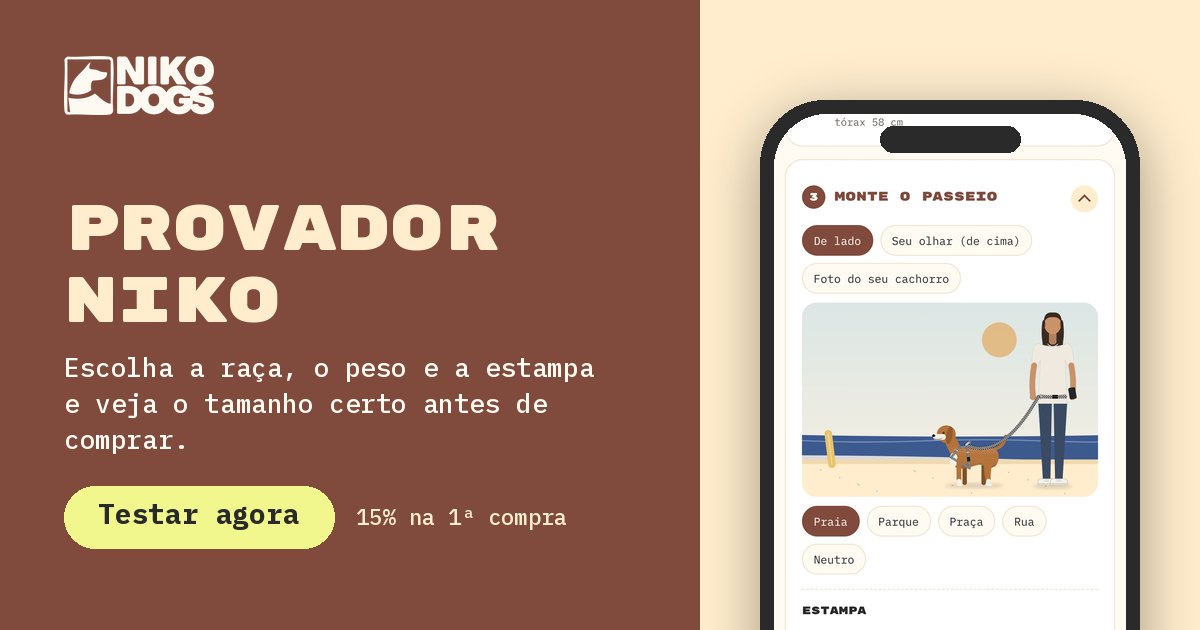 NIKO
DOGS
PROVADOR
NIKO
Escolha a raça, o peso e a estampa
e veja o tamanho certo antes de
comprar.
Testar agora
15% na 1ª compra
tórax 58 cm
3 MONTE O PASSEIO
De lado
Seu olhar (de cima)
Foto do seu cachorro
Praia
Parque
Praça
Rua
Neutro
ESTAMPA